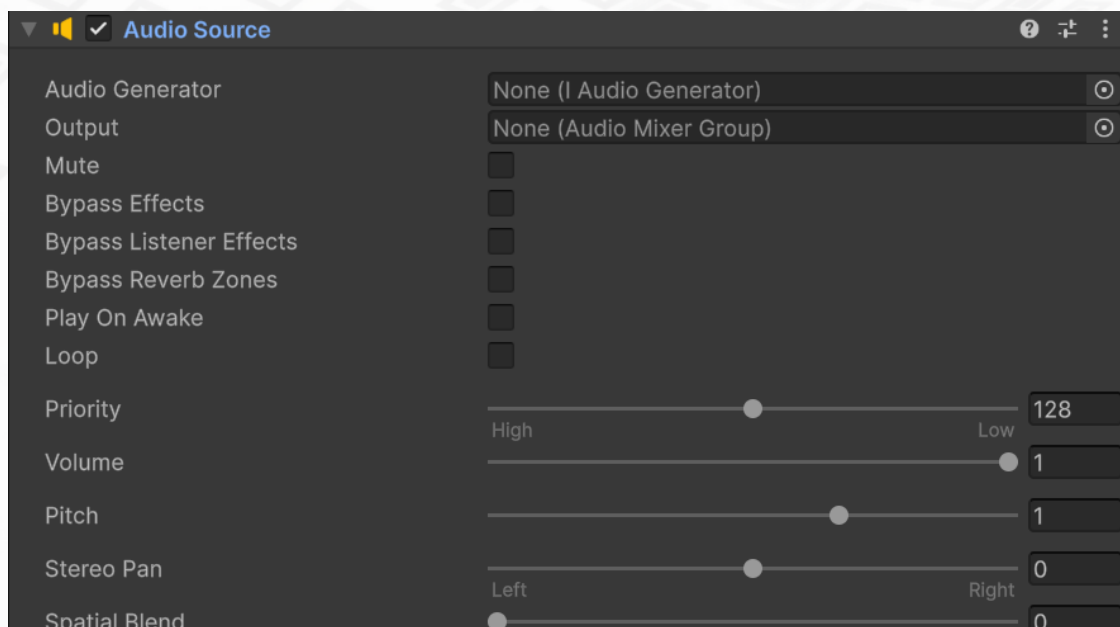 Audio Source
Audio Generator None (I Audio Generator)
Output None (Audio Mixer Group)
Mute
Bypass Effects
Bypass Listener Effects
Bypass Reverb Zones
Play On Awake
Loop
Priority 128
High Low
Volume 1
Pitch 1
Stereo Pan 0
Left Right
Spatial Blend 0